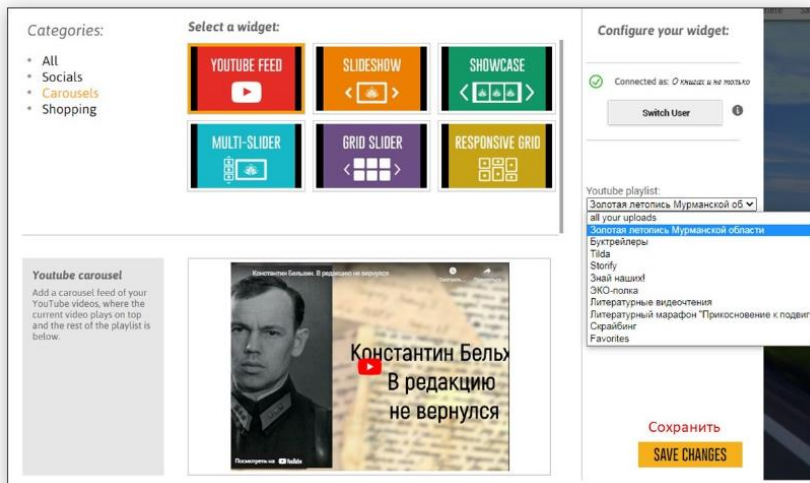 Categories:
All
Socials
Carousels
Shopping
Select a widget:
YOUTUBE FEED
SLIDESHOW
SHOWCASE
MULTI-SLIDER
GRID SLIDER
RESPONSIVE GRID
Configure your widget:
Connected as: О книгах и не только
Switch User
Youtube playlist:
Золотая летопись Мурманской об
all your uploads
Золотая летопись Мурманской области
Буктрейлеры
Tilda
Storify
Знай наших!
ЭКО-полка
Литературные видеочтения
Литературный марафон "Прикосновение к подвиг
Скрайбинг
Favorites
Youtube carousel
Add a carousel feed of your
YouTube videos, where the
current video plays on top
and the rest of the playlist is
below.
Константин Бельхин. В редакцию не вернулся
Константин Бельх
В редакцию
не вернулся
Посмотреть на YouTube
Сохранить
SAVE CHANGES